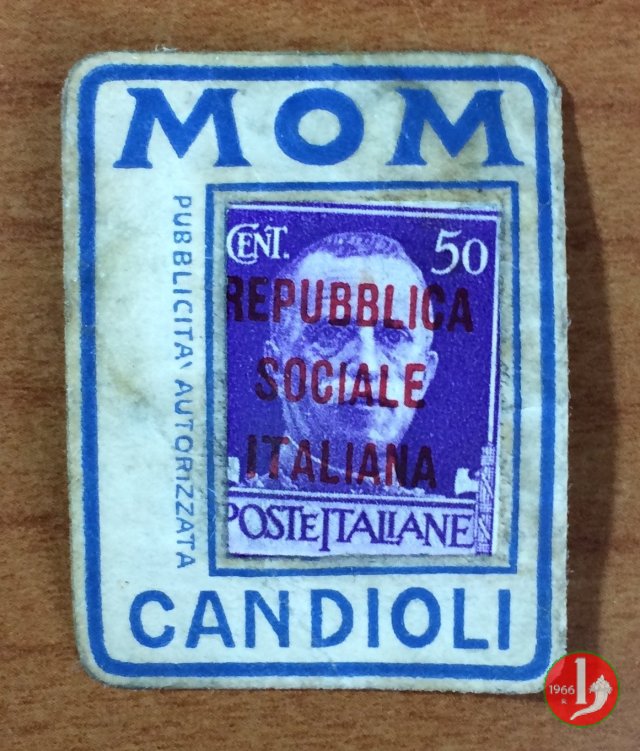 MOM
PUBBLICITA' AUTORIZZATA
CENT. 50
REPUBBLICA
SOCIALE
ITALIANA
POSTE ITALIANE
CANDIOLI
1966
R